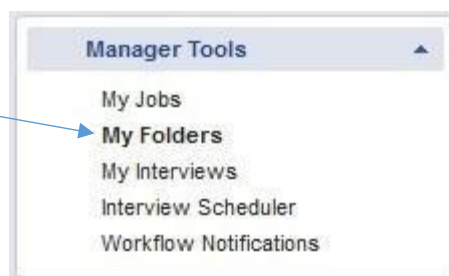 Manager Tools
My Jobs
My Folders
My Interviews
Interview Scheduler
Workflow Notifications